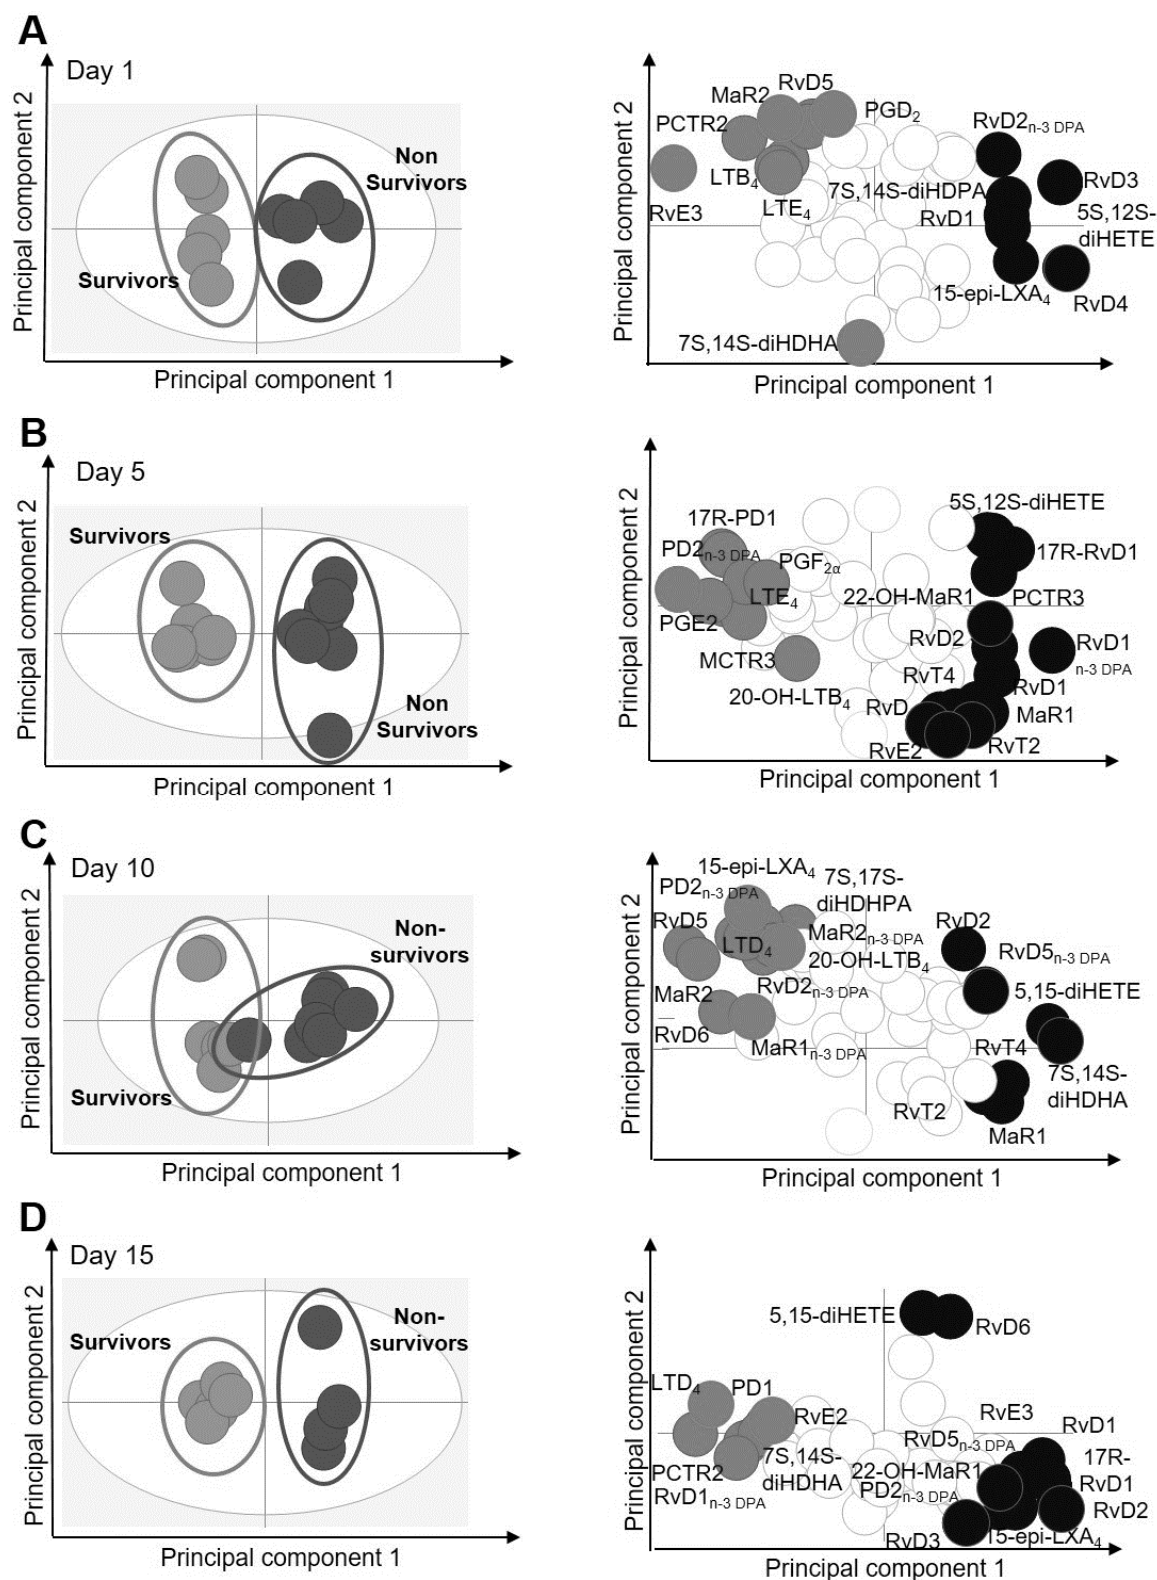 A
Day 1
Principal component 2
Non
Survivors
Survivors
Principal component 1
Principal component 2
MaR2
RvD5
PGD2
PCTR2
RvD2n-3 DPA
LTB4
7S,14S-diHDPA
RvD3
RvE3
LTE4
RvD1
5S,12S-
diHETE
15-epi-LXA4
RvD4
7S,14S-diHDHA
Principal component 1
B
Day 5
Principal component 2
Survivors
Non
Survivors
Principal component 1
Principal component 2
5S,12S-diHETE
17R-PD1
PD2n-3 DPA
PGF2α
17R-RvD1
LTE4
22-OH-MaR1
PCTR3
PGE2
RvD2
RvD1
n-3 DPA
MCTR3
RvT4
20-OH-LTB4
RvD1
RvD
MaR1
RvE2
RvT2
Principal component 1
C
Day 10
Principal component 2
Non-
survivors
Survivors
Principal component 1
Principal component 2
15-epi-LXA4
PD2n-3 DPA
7S,17S-
diHDHPA
RvD5
LTD4
MaR2n-3 DPA
RvD2
20-OH-LTB4
RvD5n-3 DPA
MaR2
RvD2n-3 DPA
5,15-diHETE
RvD6
MaR1n-3 DPA
RvT4
7S,14S-
diHDHA
RvT2
MaR1
Principal component 1
D
Day 15
Principal component 2
Survivors
Non-
survivors
Principal component 1
Principal component 2
5,15-diHETE
RvD6
LTD4
PD1
RvE2
RvE3
RvD1
RvD5n-3 DPA
PCTR2
7S,14S-
diHDHA
22-OH-MaR1
17R-
RvD1
RvD1n-3 DPA
PD2n-3 DPA
RvD2
RvD3
15-epi-LXA4
Principal component 1